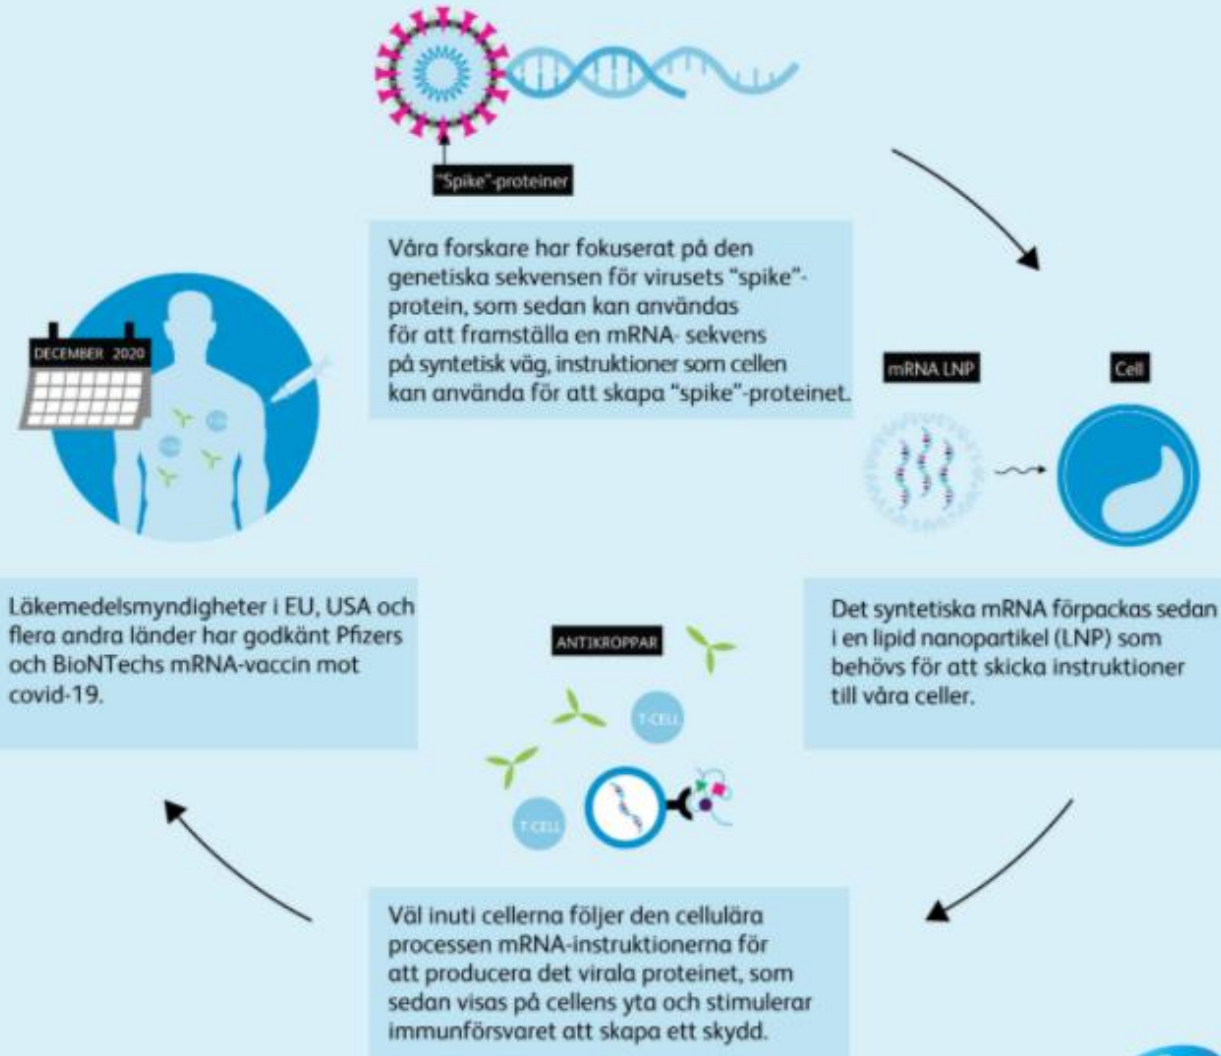 "Spike"-proteiner
Våra forskare har fokuserat på den
genetiska sekvensen för virusets "spike"-
protein, som sedan kan användas
för att framställa en mRNA- sekvens
på syntetisk väg, instruktioner som cellen
kan använda för att skapa "spike"-proteinet.
mRNA LNP
Cell
Det syntetiska mRNA förpackas sedan
i en lipid nanopartikel (LNP) som
behövs för att skicka instruktioner
till våra celler.
ANTIKROPPAR
T-CELL
T-CELL
Väl inuti cellerna följer den cellulära
processen mRNA-instruktionerna för
att producera det virala proteinet, som
sedan visas på cellens yta och stimulerar
immunförsvaret att skapa ett skydd.
DECEMBER 2020
Läkemedelsmyndigheter i EU, USA och
flera andra länder har godkänt Pfizers
och BioNTechs mRNA-vaccin mot
covid-19.